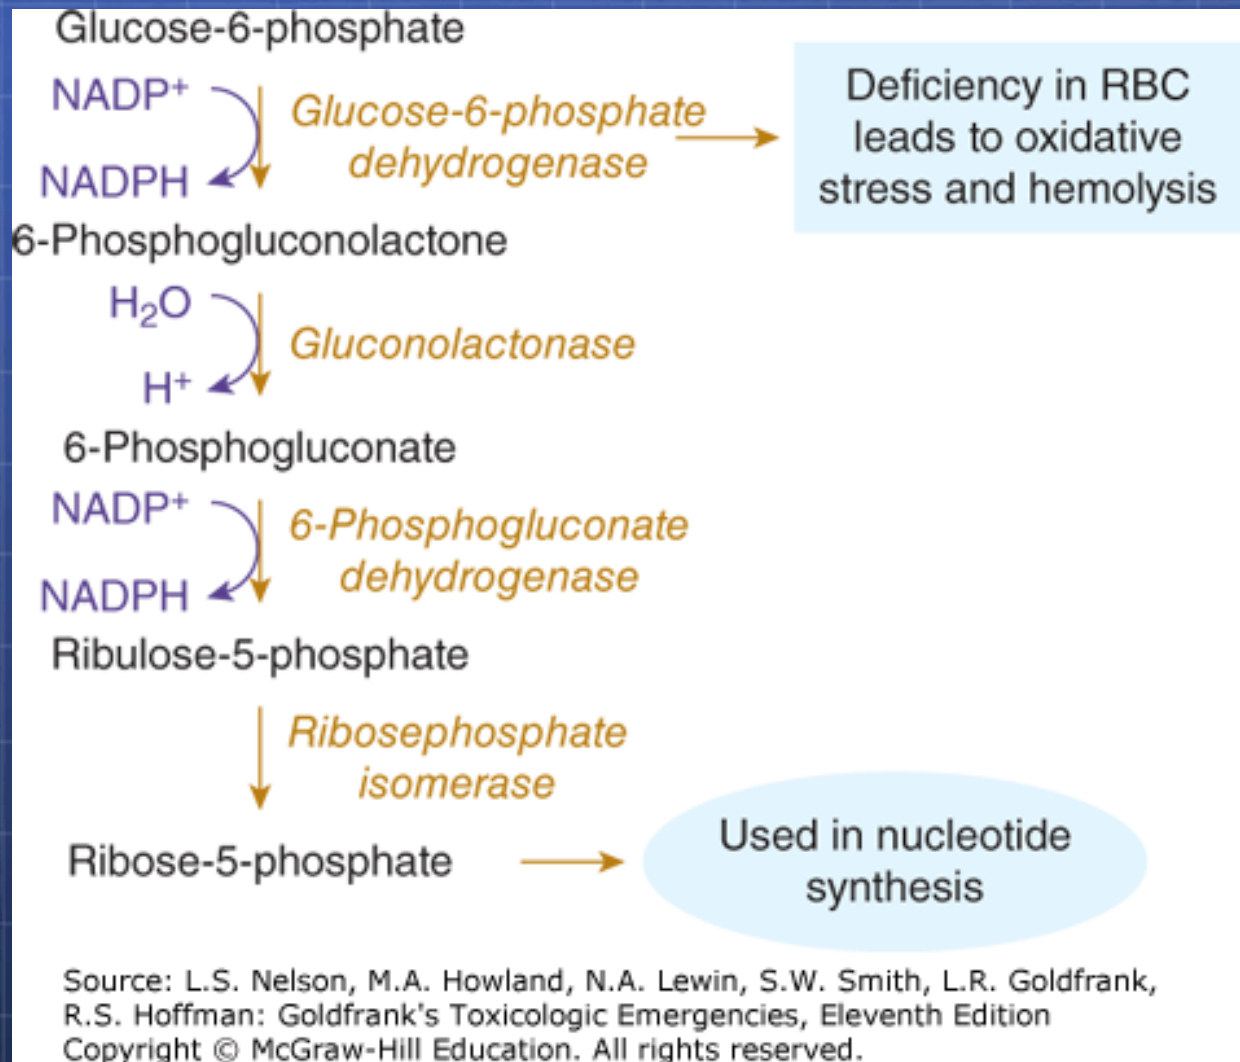 Glucose-6-phosphate
NADP⁺
Glucose-6-phosphate
dehydrogenase
Deficiency in RBC
leads to oxidative
stress and hemolysis
NADPH
6-Phosphogluconolactone
H₂O
Gluconolactonase
H⁺
6-Phosphogluconate
NADP⁺
6-Phosphogluconate
dehydrogenase
NADPH
Ribulose-5-phosphate
Ribosephosphate
isomerase
Ribose-5-phosphate
Used in nucleotide
synthesis
Source: L.S. Nelson, M.A. Howland, N.A. Lewin, S.W. Smith, L.R. Goldfrank,
R.S. Hoffman: Goldfrank's Toxicologic Emergencies, Eleventh Edition
Copyright © McGraw-Hill Education. All rights reserved.